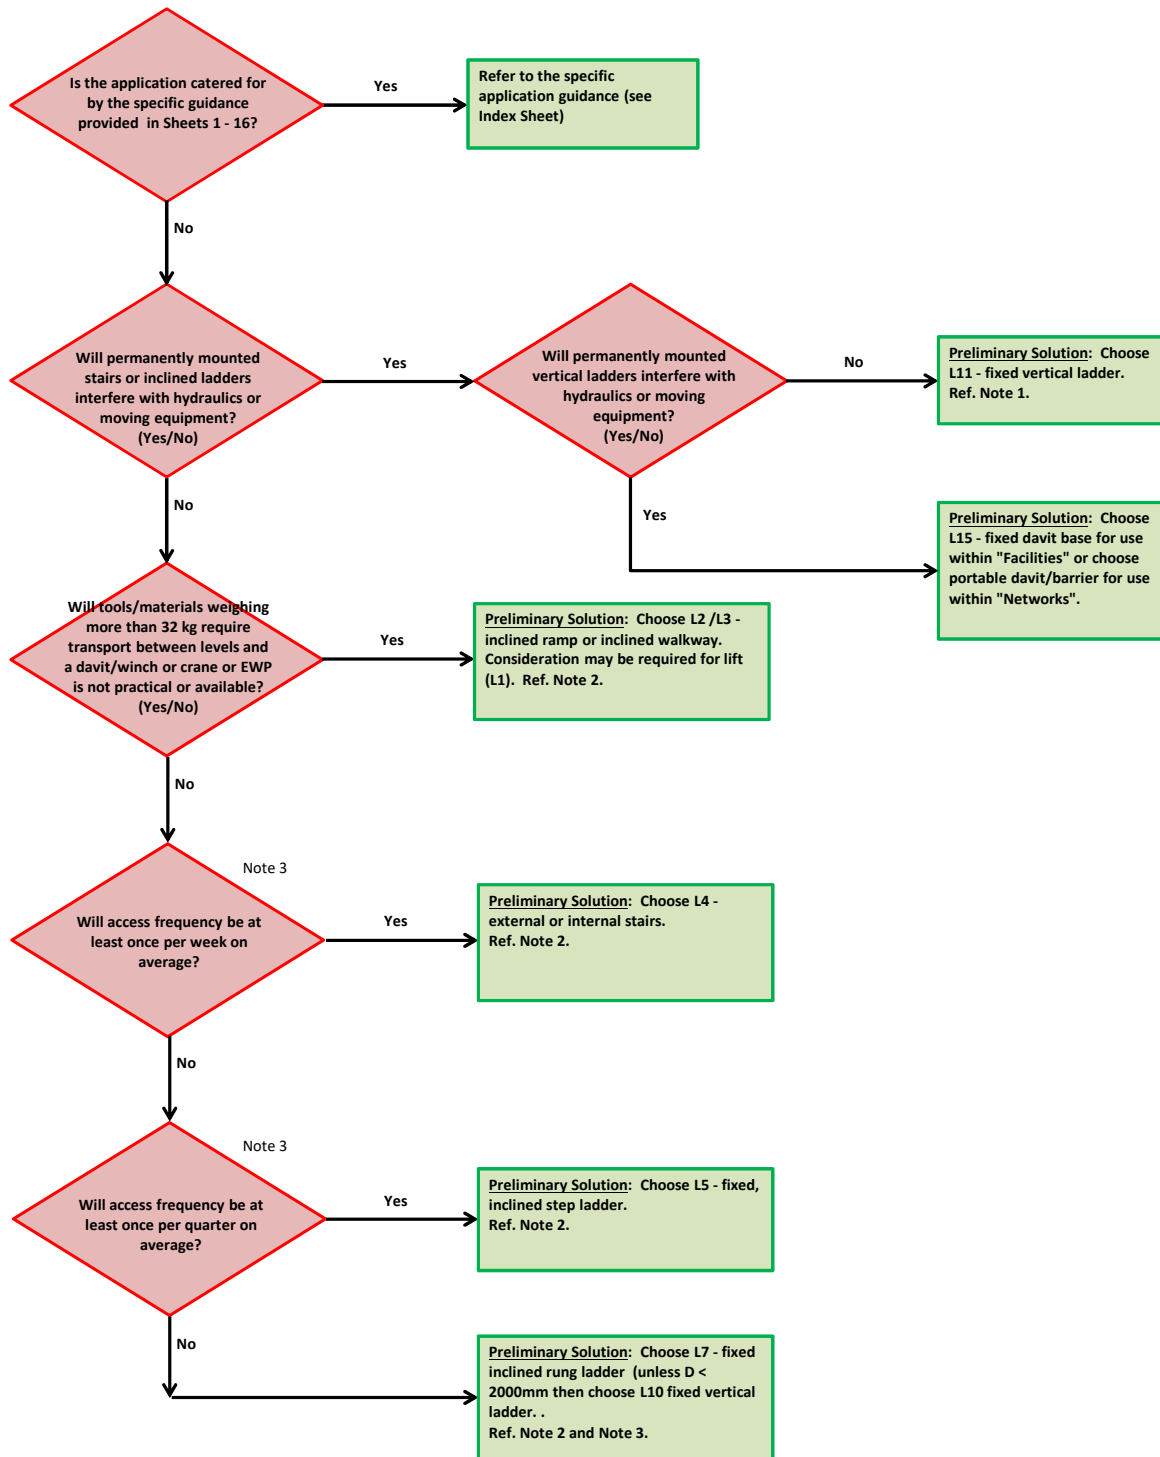 Is the application catered for
by the specific guidance
provided in Sheets 1 - 16?
Yes
Refer to the specific
application guidance (see
Index Sheet)
No
Will permanently mounted
stairs or inclined ladders
interfere with hydraulics or
moving equipment?
(Yes/No)
Yes
Will permanently mounted
vertical ladders interfere with
hydraulics or moving
equipment?
(Yes/No)
No
Preliminary Solution: Choose
L11 - fixed vertical ladder.
Ref. Note 1.
Yes
Preliminary Solution: Choose
L15 - fixed davit base for use
within "Facilities" or choose
portable davit/barrier for use
within "Networks".
No
Will tools/materials weighing
more than 32 kg require
transport between levels and
a davit/winch or crane or EWP
is not practical or available?
(Yes/No)
Yes
Preliminary Solution: Choose L2 /L3 -
inclined ramp or inclined walkway.
Consideration may be required for lift
(L1). Ref. Note 2.
No
Note 3
Will access frequency be at
least once per week on
average?
Yes
Preliminary Solution: Choose L4 -
external or internal stairs.
Ref. Note 2.
No
Note 3
Will access frequency be at
least once per quarter on
average?
Yes
Preliminary Solution: Choose L5 - fixed,
inclined step ladder.
Ref. Note 2.
No
Preliminary Solution: Choose L7 - fixed
inclined rung ladder (unless D <
2000mm then choose L10 fixed vertical
ladder. .
Ref. Note 2 and Note 3.